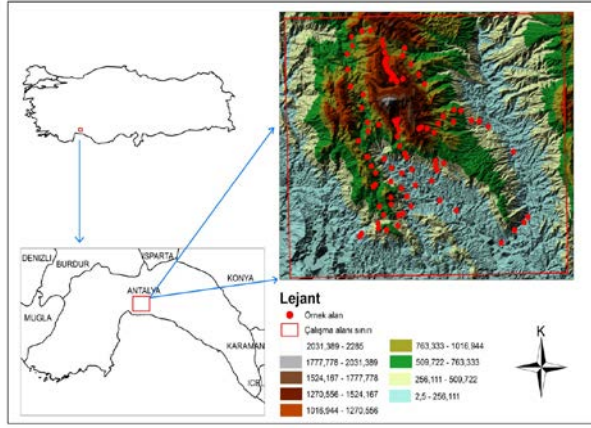 DENIZLI
BURDUR
ISPARTA
KONYA
ANTALYA
MUGLA
KARAMAN
ICEL
Lejant
Örnek alan
Çalışma alanı sınırı
2031,389 - 2285
1777,778 - 2031,389
1524,167 - 1777,778
1270,556 - 1524,167
1016,944 - 1270,556
763,333 - 1016,944
509,722 - 763,333
256,111 - 509,722
2,5 - 256,111
K